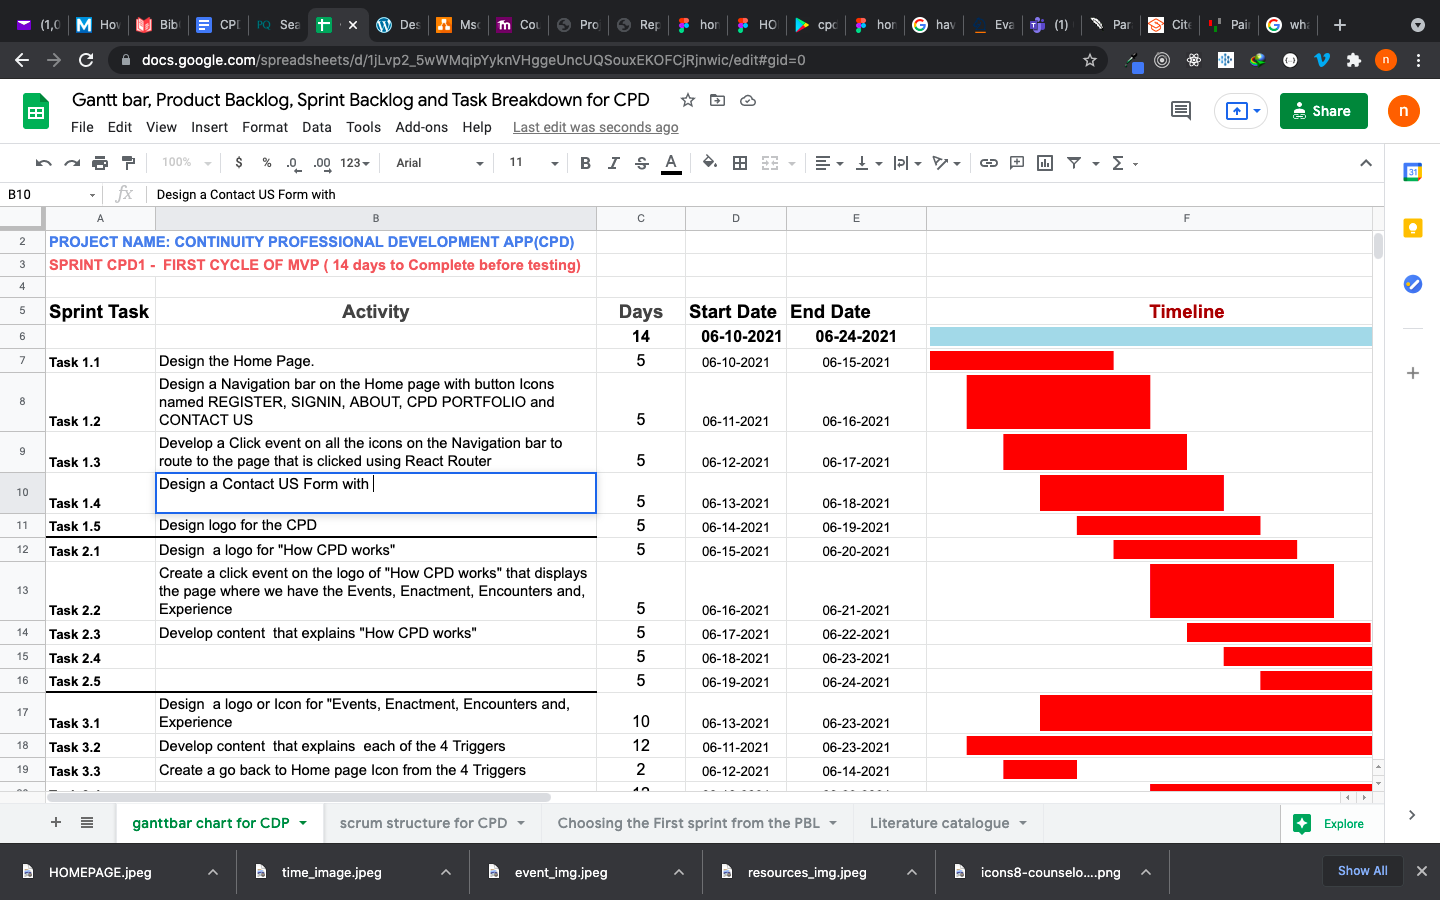 (1,0
Ho
Bib
CPI
Sea
Des
Ms
Cou
Pro
Rep
hor
HO
cpc
hor
hav
Eva
(1)
Par
Cit
Pai
wh
docs.google.com/spreadsheets/d/1jLvp2_5wWMqipYyknVHggeUncUQSouxEKOFCjRjnwic/edit#gid=0
Gantt bar, Product Backlog, Sprint Backlog and Task Breakdown for CPD
File Edit View Insert Format Data Tools Add-ons Help Last edit was seconds ago
Share
n
100% $ % .0 .00 123 Arial 11 B I S A
B10 fx Design a Contact US Form with
A B C D E F
2 PROJECT NAME: CONTINUITY PROFESSIONAL DEVELOPMENT APP(CPD)
3 SPRINT CPD1 - FIRST CYCLE OF MVP ( 14 days to Complete before testing)
4
5 Sprint Task Activity Days Start Date End Date Timeline
6 14 06-10-2021 06-24-2021
7 Task 1.1 Design the Home Page. 5 06-10-2021 06-15-2021
Design a Navigation bar on the Home page with button Icons
8 named REGISTER, SIGNIN, ABOUT, CPD PORTFOLIO and
Task 1.2 CONTACT US 5 06-11-2021 06-16-2021
Develop a Click event on all the icons on the Navigation bar to
9 Task 1.3 route to the page that is clicked using React Router 5 06-12-2021 06-17-2021
Design a Contact US Form with
10 Task 1.4 5 06-13-2021 06-18-2021
11 Task 1.5 Design logo for the CPD 5 06-14-2021 06-19-2021
12 Task 2.1 Design a logo for "How CPD works" 5 06-15-2021 06-20-2021
Create a click event on the logo of "How CPD works" that displays
13 the page where we have the Events, Enactment, Encounters and,
Task 2.2 Experience 5 06-16-2021 06-21-2021
14 Task 2.3 Develop content that explains "How CPD works" 5 06-17-2021 06-22-2021
15 Task 2.4 5 06-18-2021 06-23-2021
16 Task 2.5 5 06-19-2021 06-24-2021
Design a logo or Icon for "Events, Enactment, Encounters and,
17 Task 3.1 Experience 10 06-13-2021 06-23-2021
18 Task 3.2 Develop content that explains each of the 4 Triggers 12 06-11-2021 06-23-2021
19 Task 3.3 Create a go back to Home page Icon from the 4 Triggers 2 06-12-2021 06-14-2021
ganttbar chart for CDP
scrum structure for CPD
Choosing the First sprint from the PBL
Literature catalogue
Explore
HOMEPAGE.jpeg
time_image.jpeg
event_img.jpeg
resources_img.jpeg
icons8-counselo....png
Show All